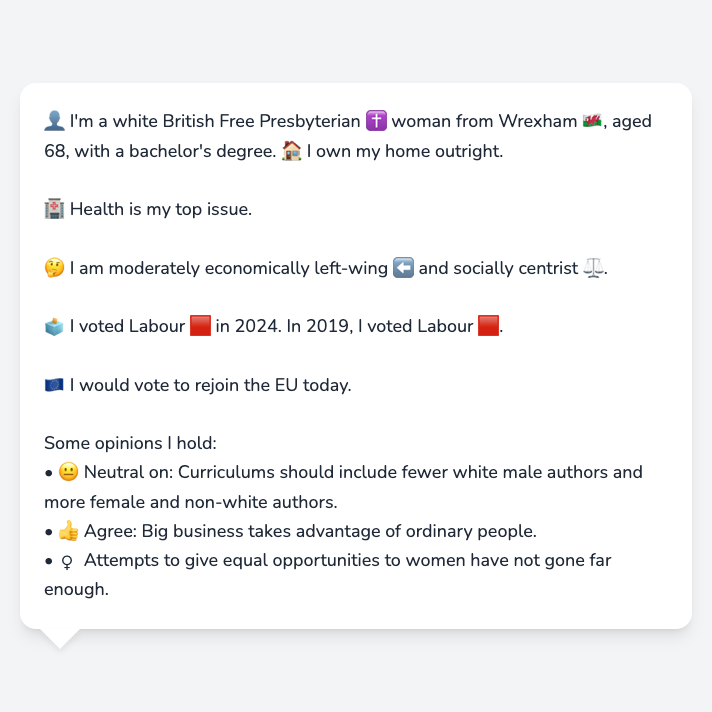 👤 I'm a white British Free Presbyterian ✝️ woman from Wrexham 🏴󠁧󠁢󠁷󠁬󠁳󠁿, aged
68, with a bachelor's degree. 🏠 I own my home outright.
🏥 Health is my top issue.
🤔 I am moderately economically left-wing ⬅️ and socially centrist ⚖️.
🗳️ I voted Labour 🟥 in 2024. In 2019, I voted Labour 🟥.
🇪🇺 I would vote to rejoin the EU today.
Some opinions I hold:
• 😐 Neutral on: Curriculums should include fewer white male authors and
more female and non-white authors.
• 👍 Agree: Big business takes advantage of ordinary people.
• ♀ Attempts to give equal opportunities to women have not gone far
enough.